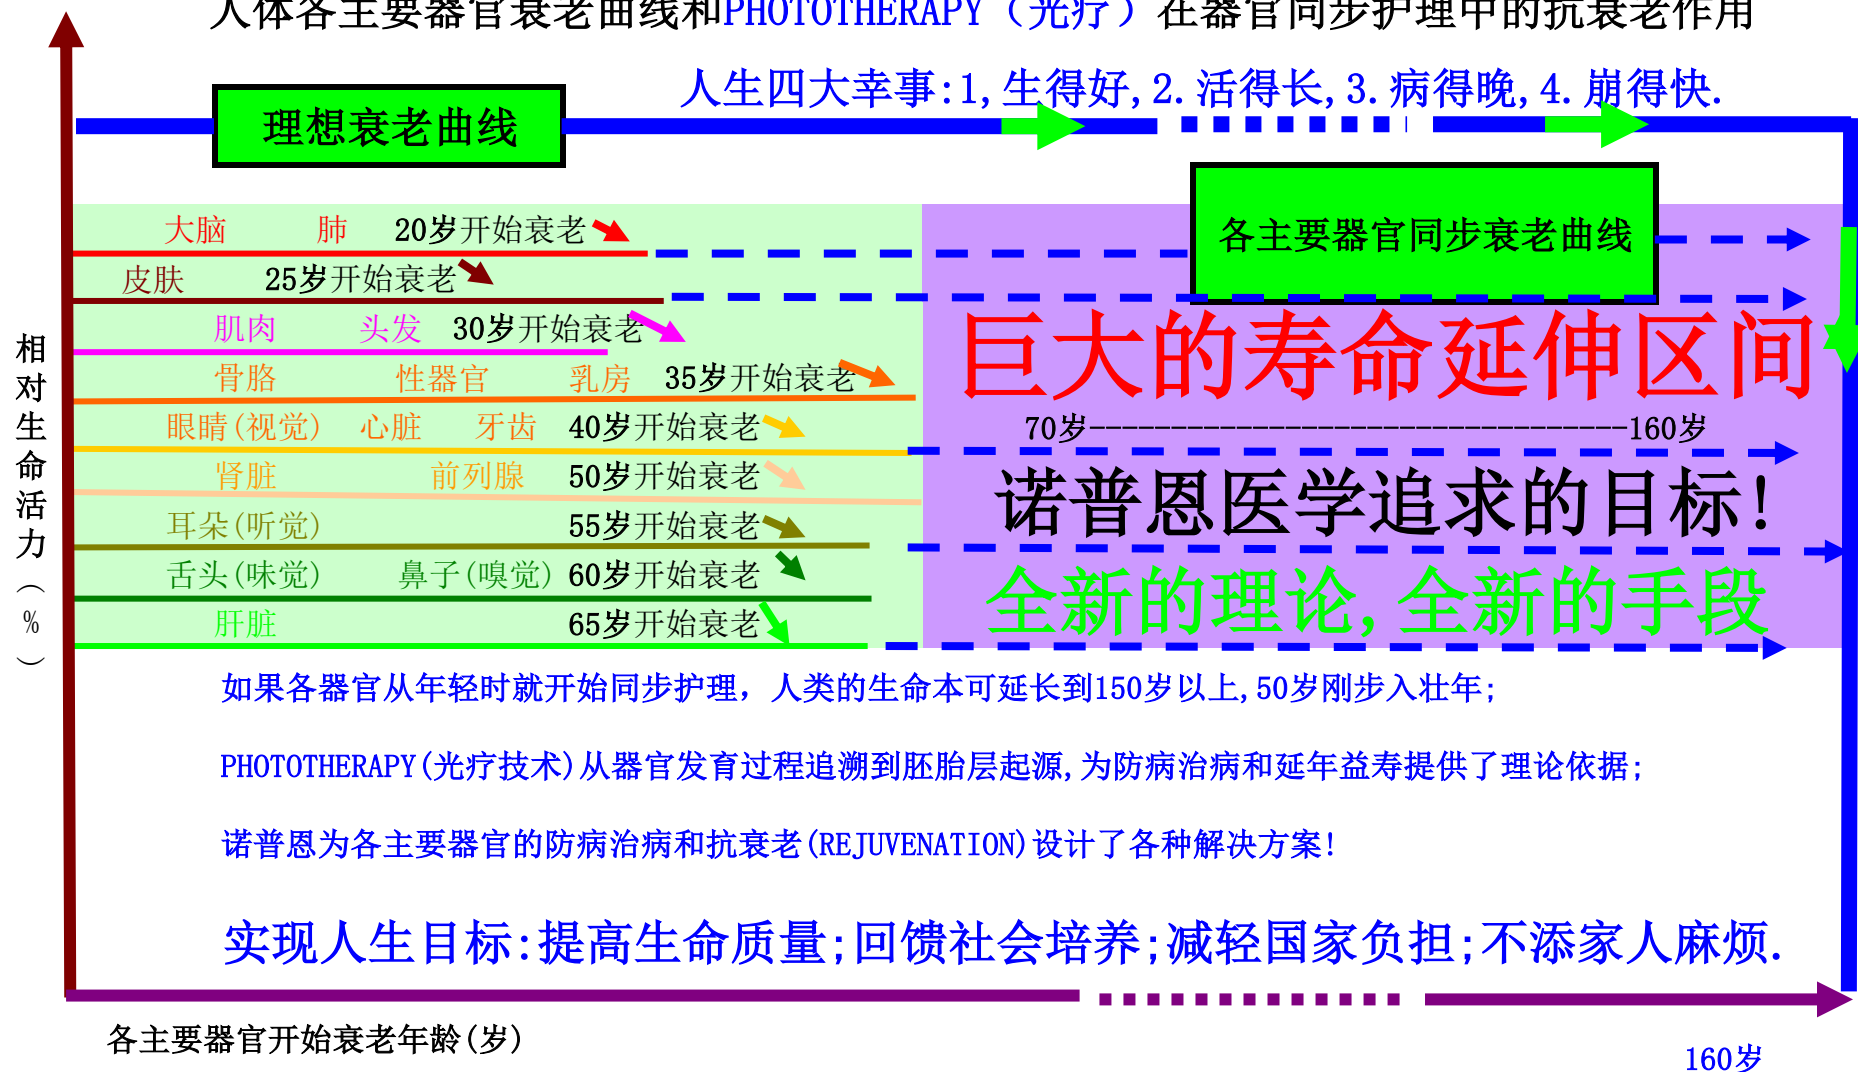 人体各主要器官衰老曲线和PHOTOTHERAPY（光疗）在器官同步护理中的抗衰老作用
人生四大幸事:1,生得好,2.活得长,3.病得晚,4.崩得快.
理想衰老曲线
各主要器官同步衰老曲线
大脑 肺 20岁开始衰老
皮肤 25岁开始衰老
肌肉 头发 30岁开始衰老
骨胳 性器官 乳房 35岁开始衰老
眼睛(视觉) 心脏 牙齿 40岁开始衰老
肾脏 前列腺 50岁开始衰老
耳朵(听觉) 55岁开始衰老
舌头(味觉) 鼻子(嗅觉) 60岁开始衰老
肝脏 65岁开始衰老
巨大的寿命延伸区间
70岁----------------------------------160岁
诺普恩医学追求的目标!
全新的理论,全新的手段
相对生命活力（%）
如果各器官从年轻时就开始同步护理，人类的生命本可延长到150岁以上,50岁刚步入壮年;
PHOTOTHERAPY(光疗技术)从器官发育过程追溯到胚胎层起源,为防病治病和延年益寿提供了理论依据;
诺普恩为各主要器官的防病治病和抗衰老(REJUVENATION)设计了各种解决方案!
实现人生目标:提高生命质量;回馈社会培养;减轻国家负担;不添家人麻烦.
各主要器官开始衰老年龄(岁)
160岁